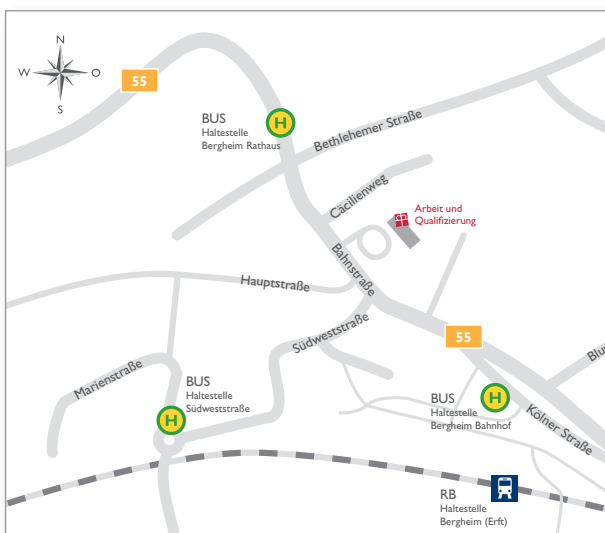 N
W O
S
55
BUS
Haltestelle
Bergheim Rathaus
H
Bethlehemer Straße
Cäcilienweg
Arbeit und
Qualifizierung
Bahnstraße
Hauptstraße
Südweststraße
55
Marienstraße
BUS
Haltestelle
Südweststraße
H
BUS
Haltestelle
Bergheim Bahnhof
H
Kölner Straße
RB
Haltestelle
Bergheim (Erft)